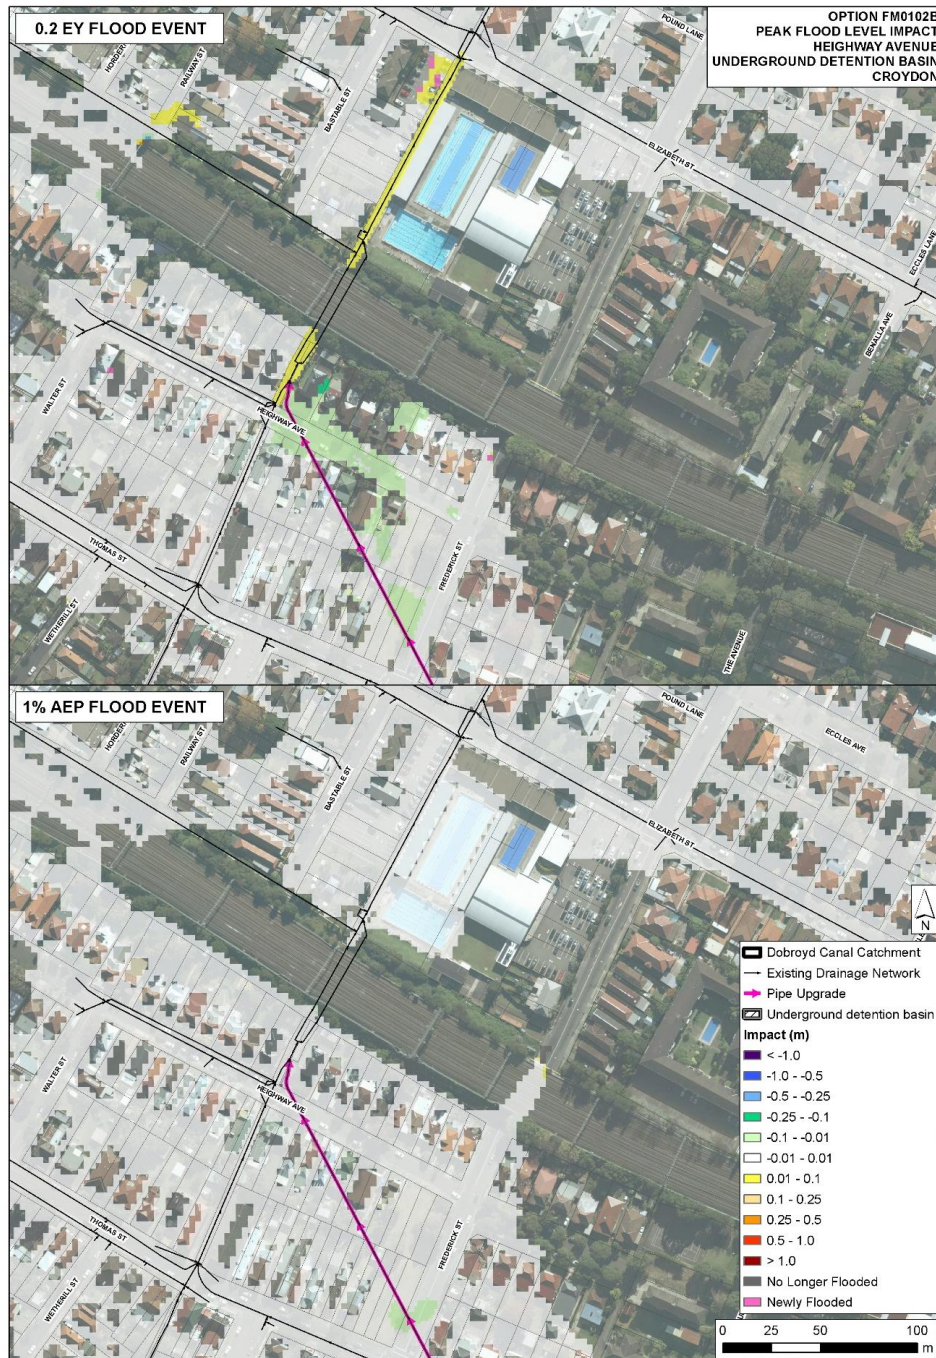 0.2 EY FLOOD EVENT
OPTION FM0102B
PEAK FLOOD LEVEL IMPACT
HEIGHWAY AVENUE
UNDERGROUND DETENTION BASIN
CROYDON
POUND LANE
RAILWAY ST
BASTABLE ST
ELIZABETH ST
ECCLES LANE
BENALLA AVE
WALTER ST
HEIGHWAY AVE
THOMAS ST
FREDERICK ST
WETHERILL ST
THE AVENUE
1% AEP FLOOD EVENT
POUND LANE
ECCLES AVE
RAILWAY ST
BASTABLE ST
ELIZABETH ST
N
WALTER ST
HEIGHWAY AVE
THOMAS ST
FREDERICK ST
WETHERILL ST
Dobroyd Canal Catchment
Existing Drainage Network
Pipe Upgrade
Underground detention basin
Impact (m)
< -1.0
-1.0 - -0.5
-0.5 - -0.25
-0.25 - -0.1
-0.1 - -0.01
-0.01 - 0.01
0.01 - 0.1
0.1 - 0.25
0.25 - 0.5
0.5 - 1.0
> 1.0
No Longer Flooded
Newly Flooded
0 25 50 100
m